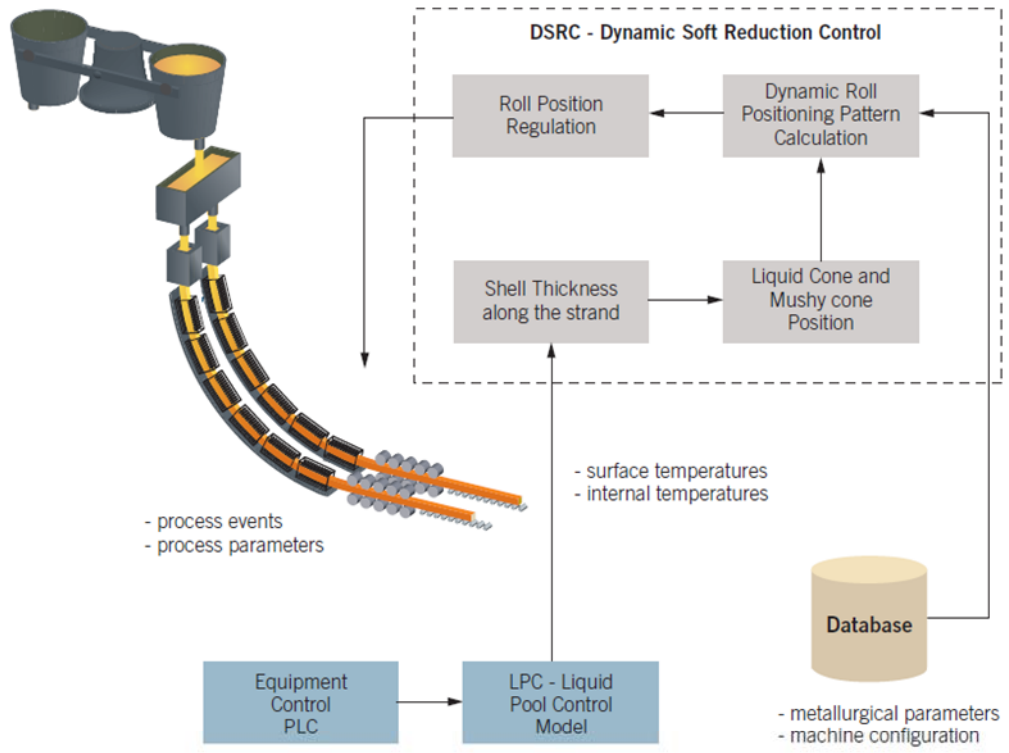 DSRC - Dynamic Soft Reduction Control
Roll Position
Regulation
Dynamic Roll
Positioning Pattern
Calculation
Shell Thickness
along the strand
Liquid Cone and
Mushy cone
Position
- surface temperatures
- internal temperatures
- process events
- process parameters
Database
Equipment
Control
PLC
LPC - Liquid
Pool Control
Model
- metallurgical parameters
- machine configuration